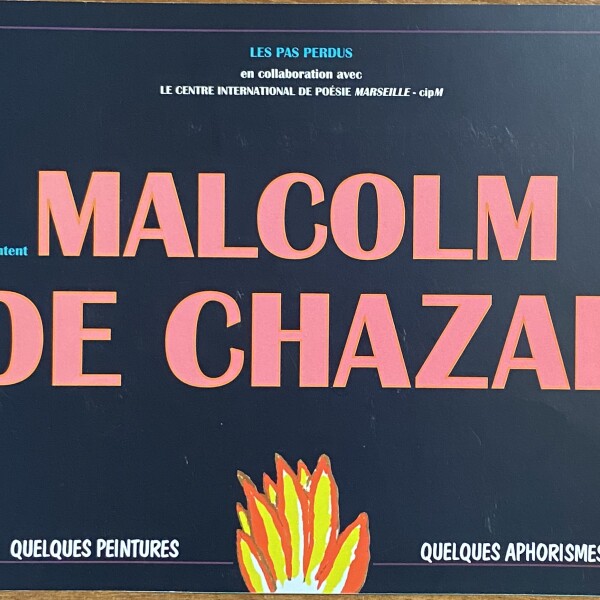 LES PAS PERDUS
en collaboration avec
LE CENTRE INTERNATIONAL DE POÉSIE MARSEILLE - cipM
MALCOLM
DE CHAZAL
QUELQUES PEINTURES
QUELQUES APHORISMES